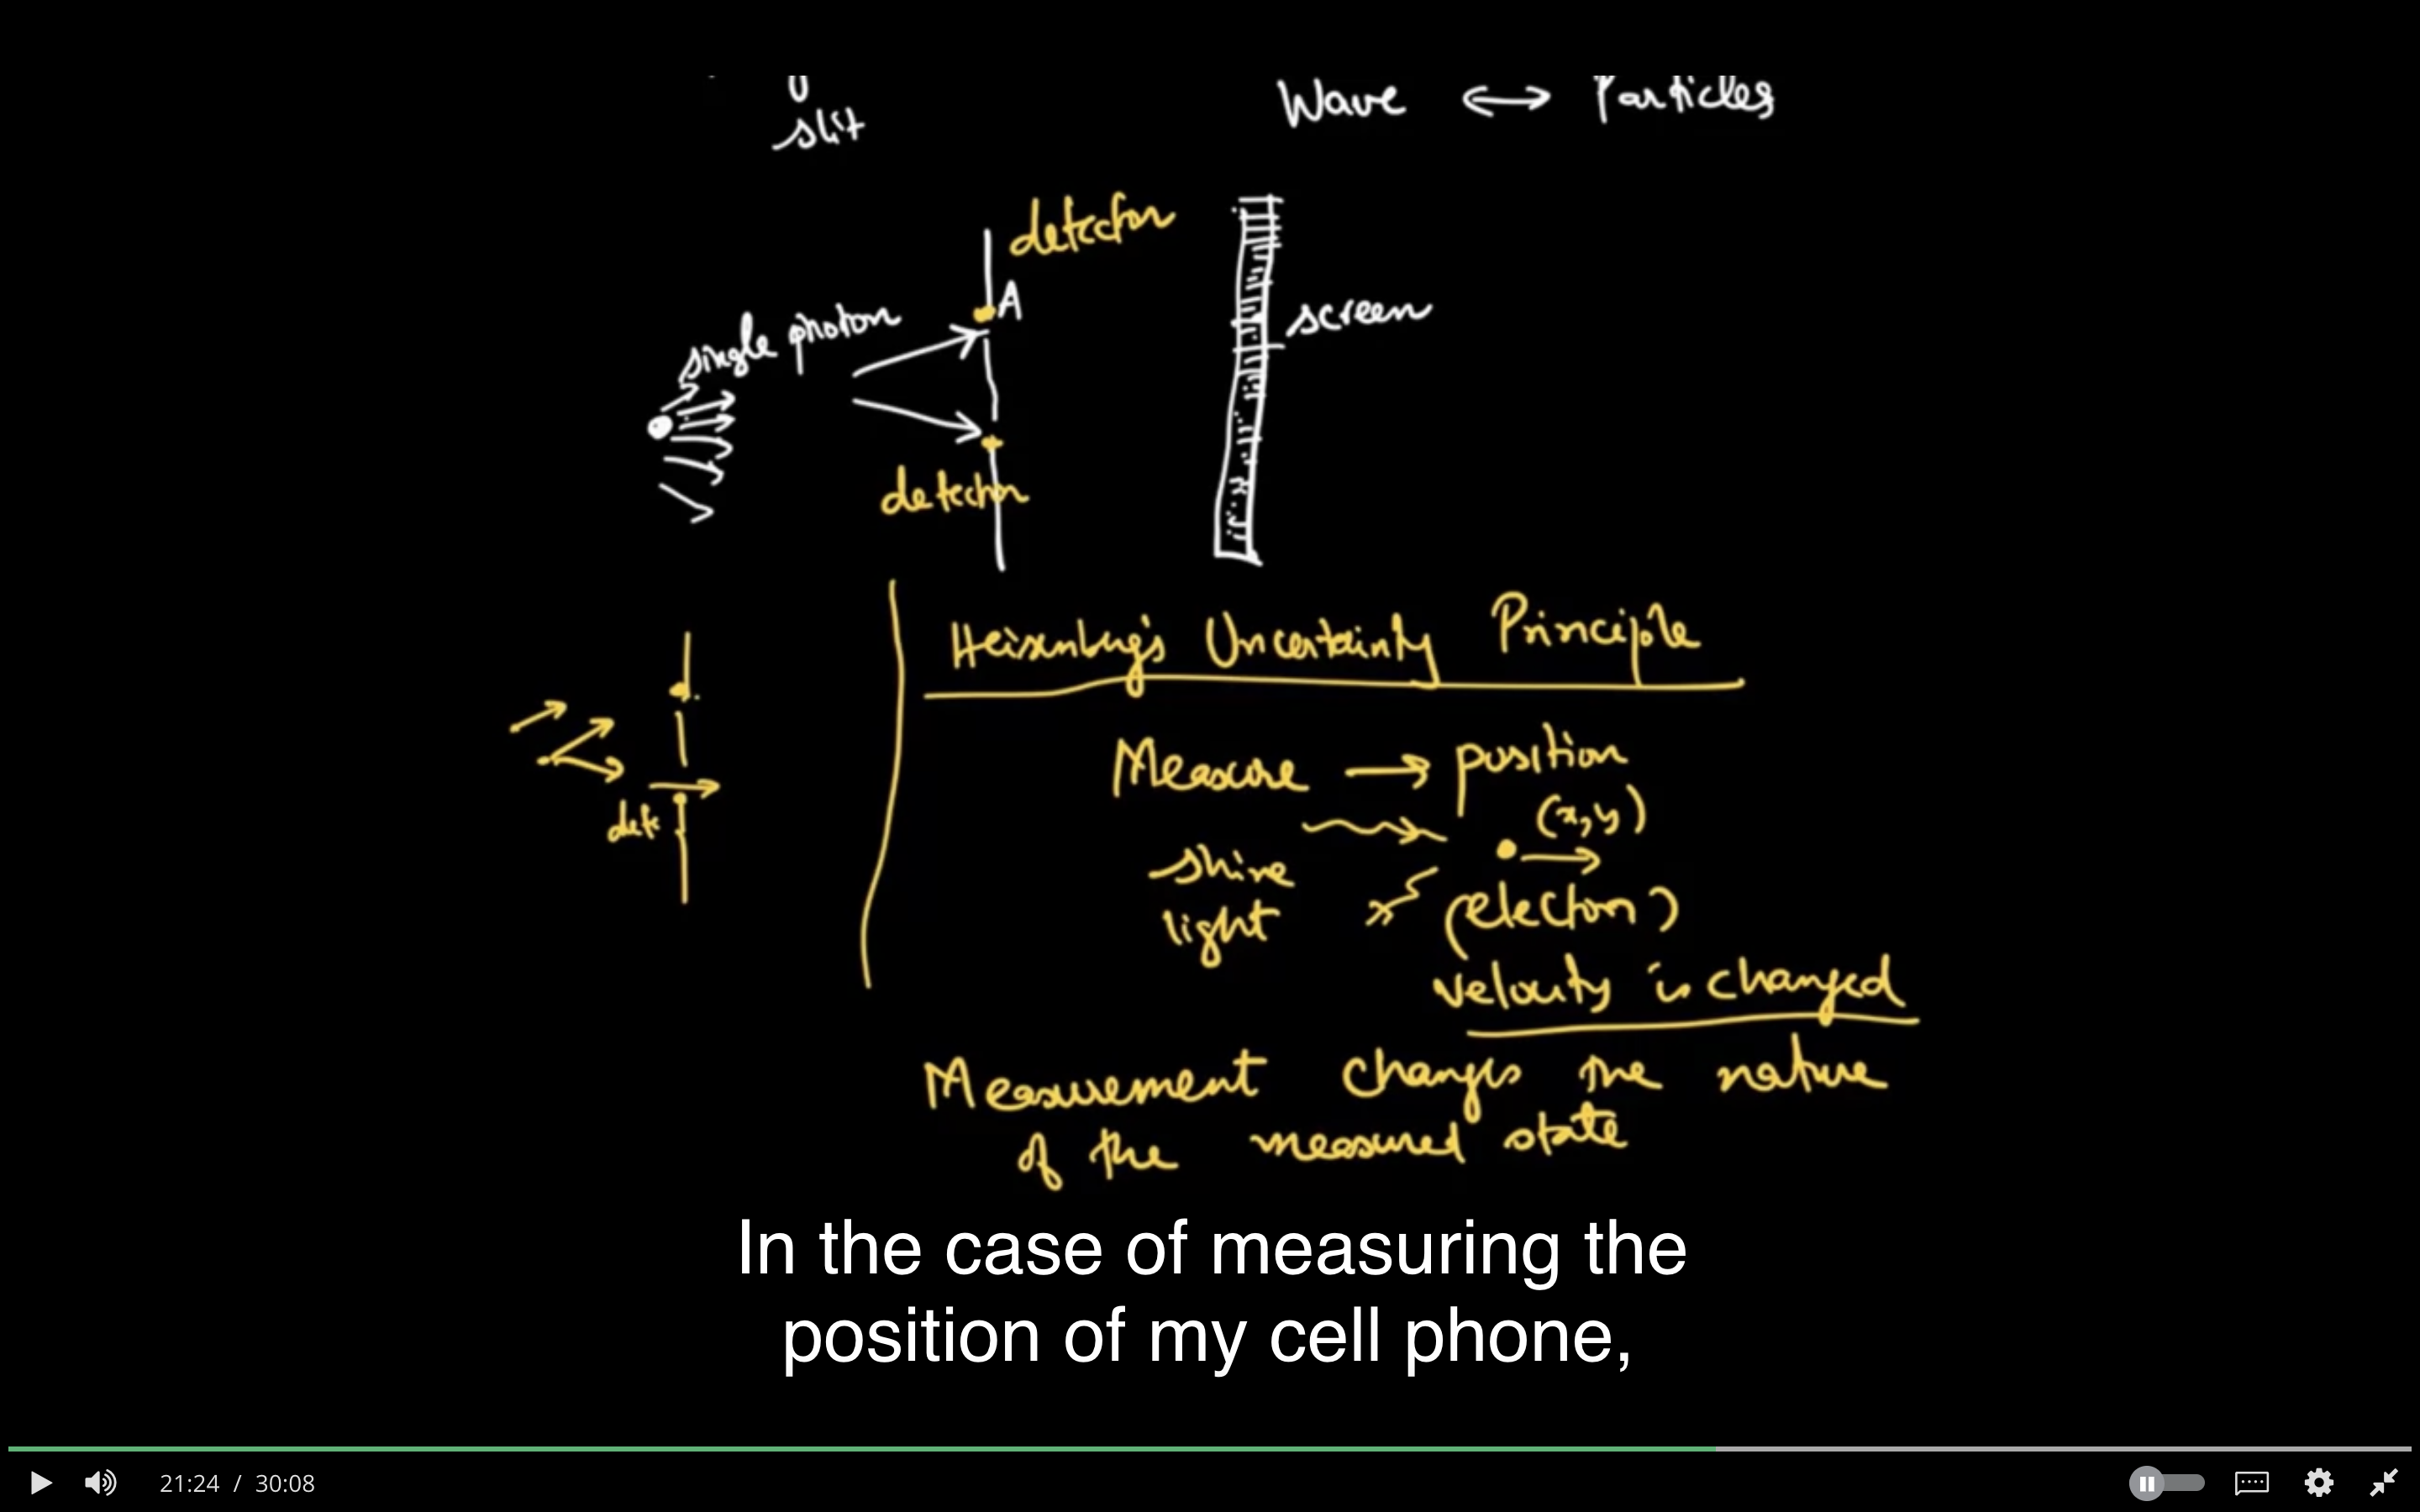 slit
Wave ⟷ Particles
detector
A
single photon
screen
detector
Heisenberg's Uncertainty Principle
Measure → position
(x,y)
shine
light
(electron)
dete
velocity is changed
Measurement changes the nature
of the measured state
In the case of measuring the
position of my cell phone,
21:24 / 30:08